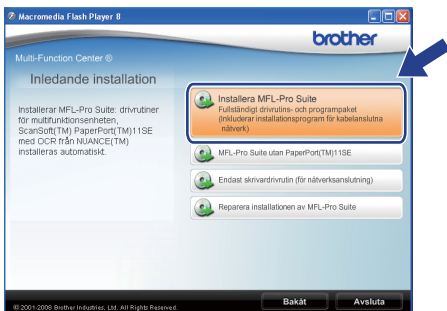 Macromedia Flash Player 8
brother
Multi-Function Center ®
Inledande installation
Installerar MFL-Pro Suite: drivrutiner
för multifunktionsenheten,
ScanSoft(TM) PaperPort(TM)11SE
med OCR från NUANCE(TM)
installeras automatiskt.
Installera MFL-Pro Suite
Fullständigt drivrutins- och programpaket
(Inkluderar installationsprogram för kabelanslutna
nätverk)
MFL-Pro Suite utan PaperPort(TM)11SE
Endast skrivardrivrutin (för nätverksanslutning)
Reparera installationen av MFL-Pro Suite
© 2001-2008 Brother Industries, Ltd. All Rights Reserved.
Bakåt
Avsluta